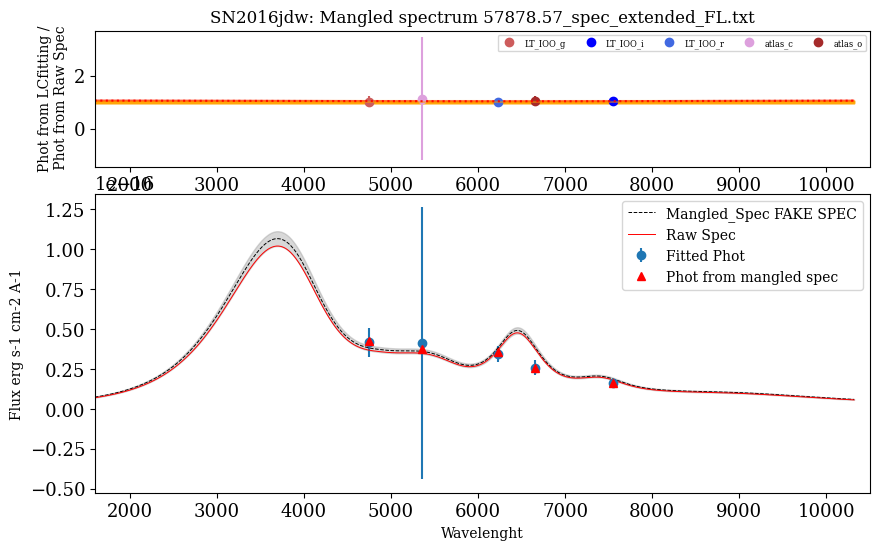 SN2016jdw: Mangled spectrum 57878.57_spec_extended_FL.txt
Phot from LCfitting /
Phot from Raw Spec
2
0
LT_IOO_g
LT_IOO_i
LT_IOO_r
atlas_c
atlas_o
2000 3000 4000 5000 6000 7000 8000 9000 10000
1e−16
Flux erg s-1 cm-2 A-1
1.25
1.00
0.75
0.50
0.25
0.00
−0.25
−0.50
Mangled_Spec FAKE SPEC
Raw Spec
Fitted Phot
Phot from mangled spec
2000 3000 4000 5000 6000 7000 8000 9000 10000
Wavelenght